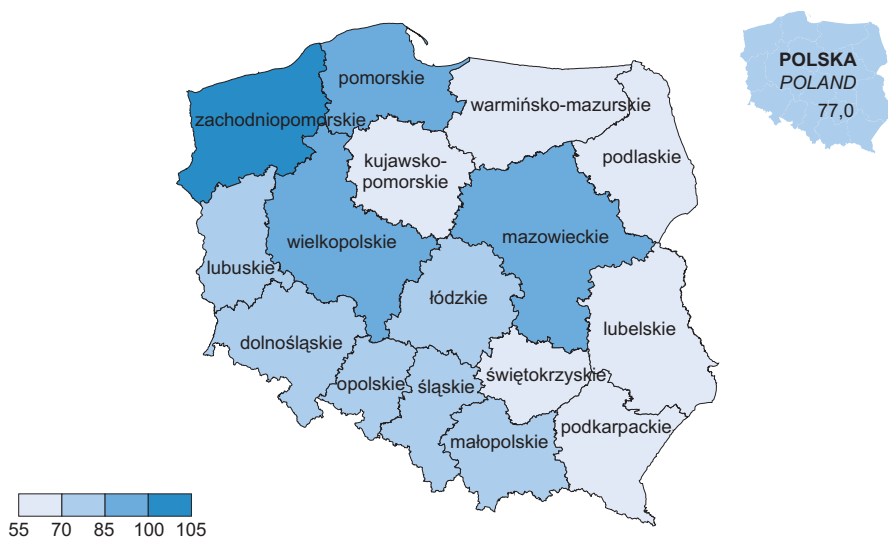 POLSKA
POLAND
77,0
pomorskie
zachodniopomorskie
warmińsko-mazurskie
podlaskie
kujawsko-
pomorskie
wielkopolskie
mazowieckie
lubuskie
łódzkie
lubelskie
dolnośląskie
opolskie
śląskie
świętokrzyskie
małopolskie
podkarpackie
55 70 85 100 105